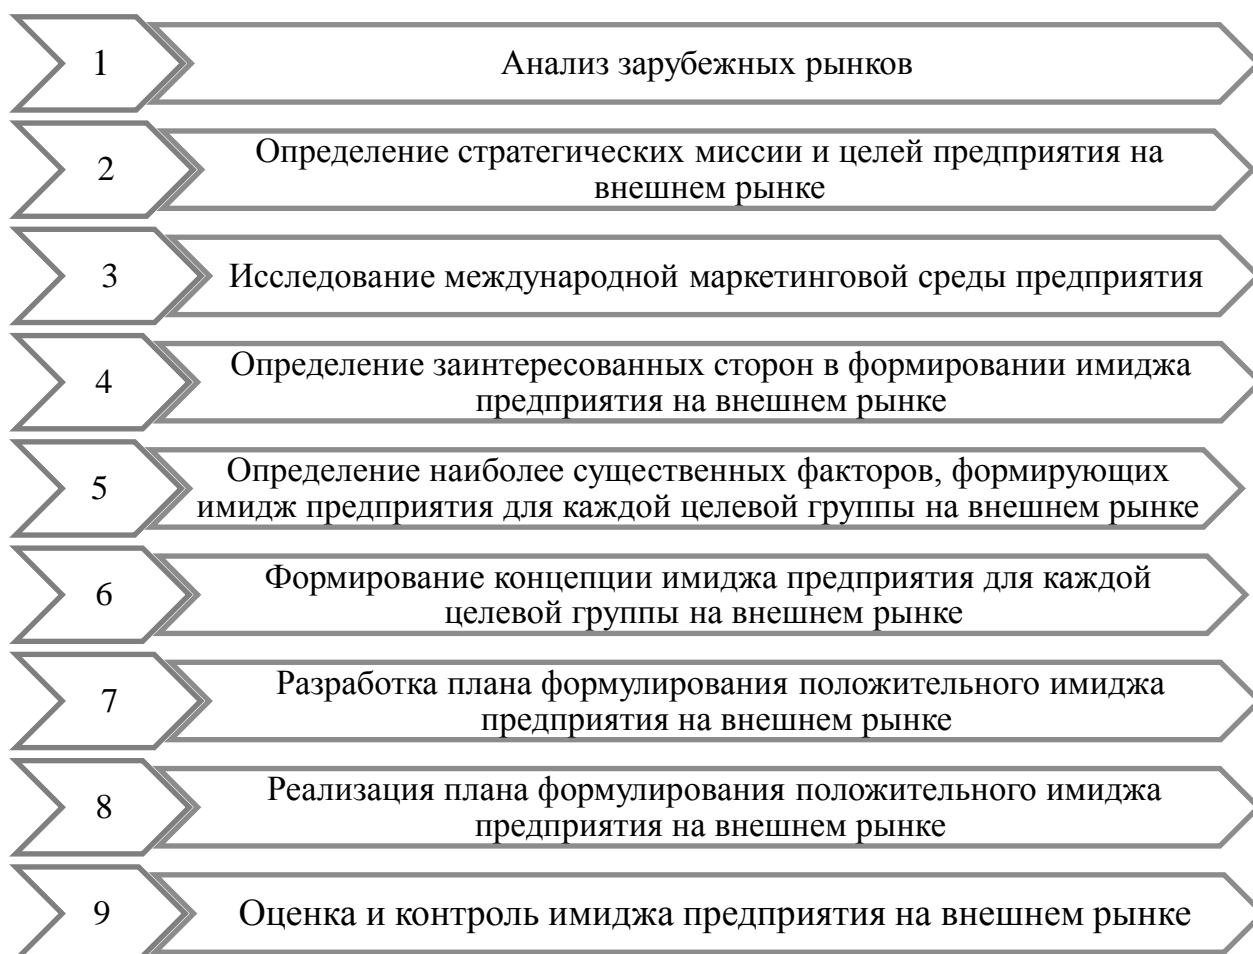 1
Анализ зарубежных рынков
2
Определение стратегических миссии и целей предприятия на
внешнем рынке
3
Исследование международной маркетинговой среды предприятия
4
Определение заинтересованных сторон в формировании имиджа
предприятия на внешнем рынке
5
Определение наиболее существенных факторов, формирующих
имидж предприятия для каждой целевой группы на внешнем рынке
6
Формирование концепции имиджа предприятия для каждой
целевой группы на внешнем рынке
7
Разработка плана формулирования положительного имиджа
предприятия на внешнем рынке
8
Реализация плана формулирования положительного имиджа
предприятия на внешнем рынке
9
Оценка и контроль имиджа предприятия на внешнем рынке